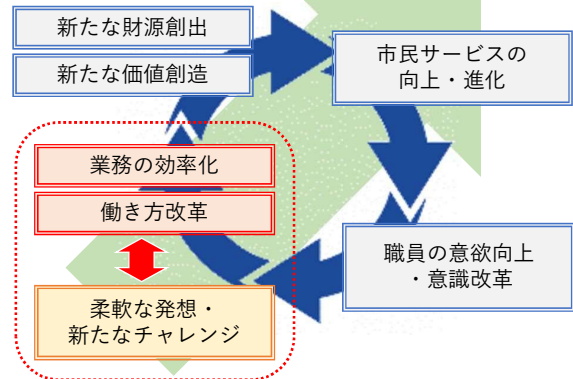 新たな財源創出
新たな価値創造
市民サービスの
向上・進化
業務の効率化
働き方改革
職員の意欲向上
・意識改革
柔軟な発想・
新たなチャレンジ